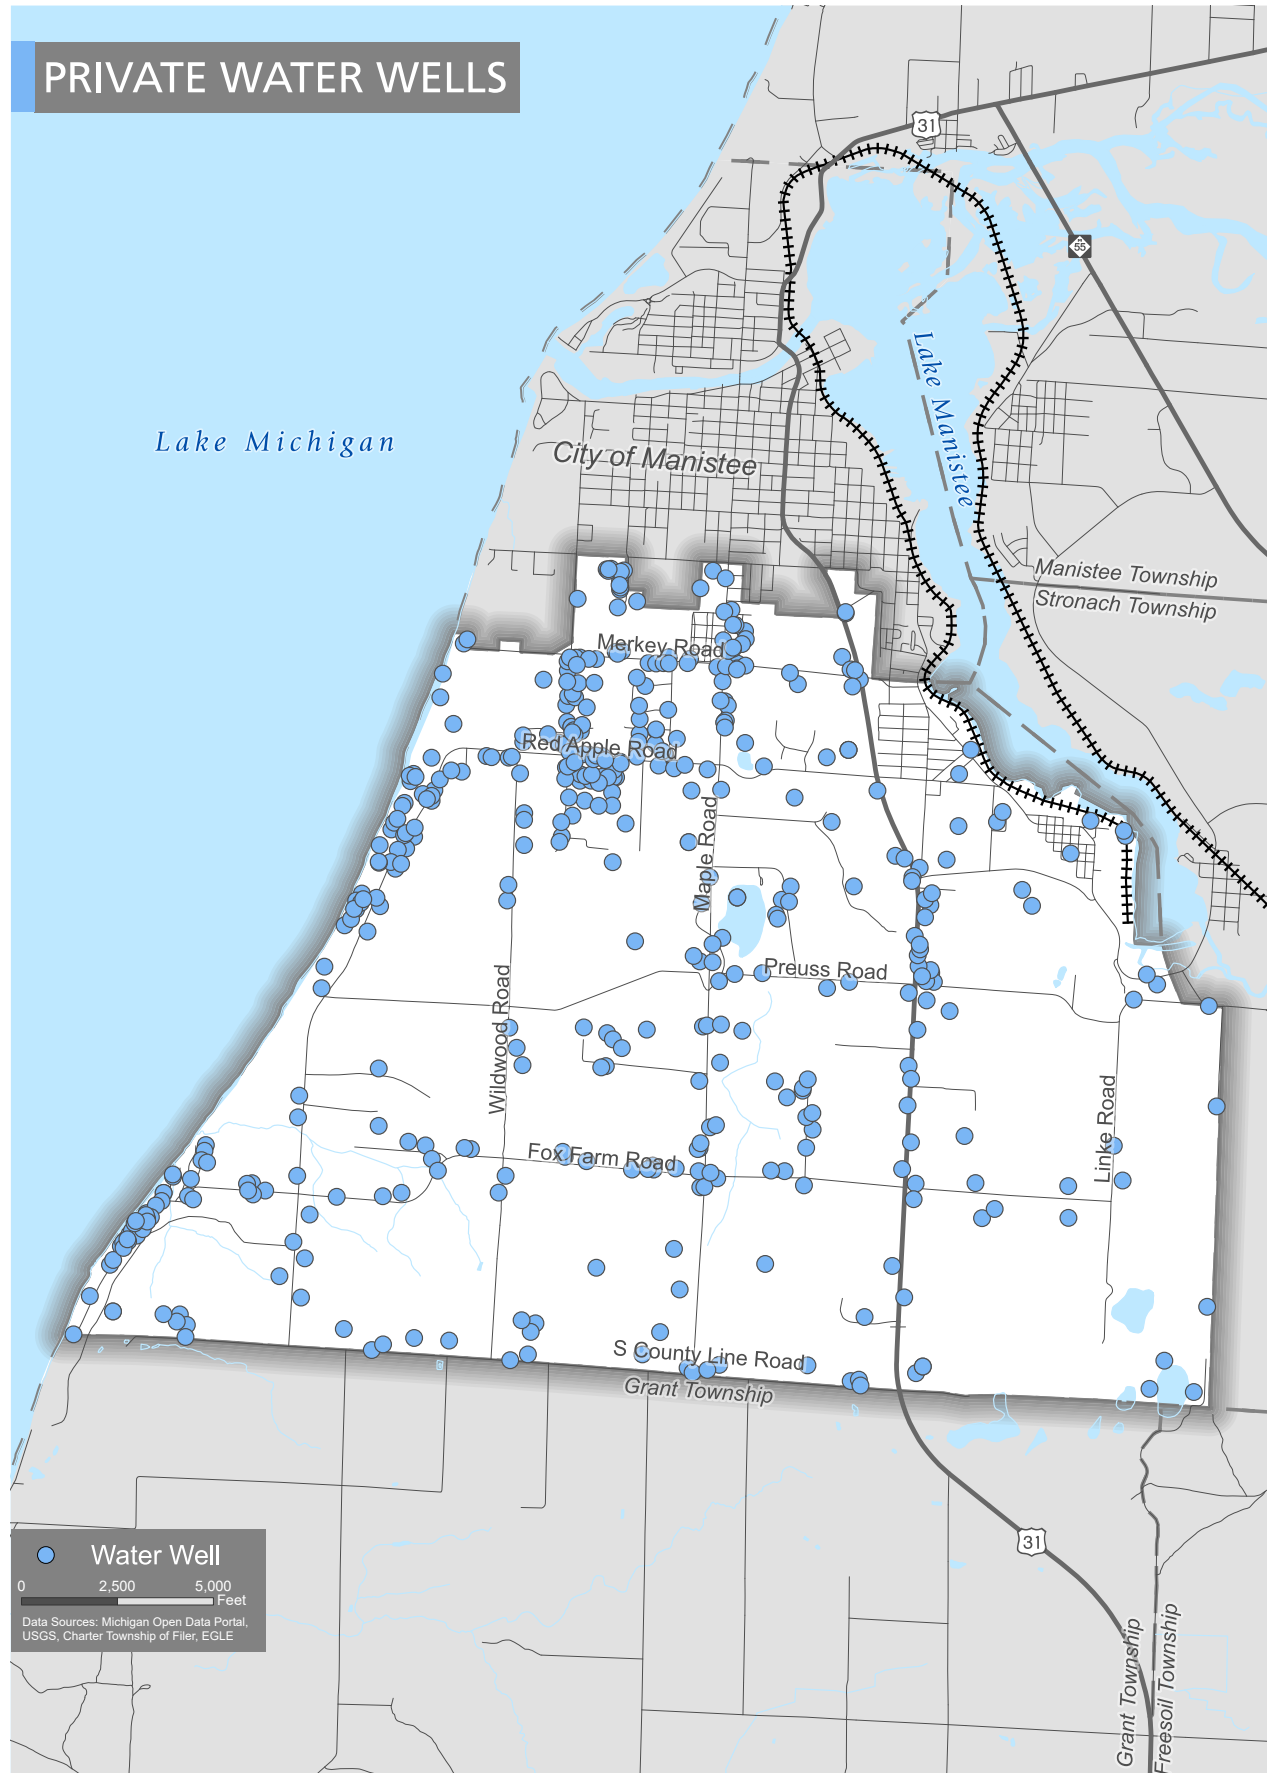 PRIVATE WATER WELLS
31
55
Lake Manistee
Lake Michigan
City of Manistee
Manistee Township
Stronach Township
Merkey Road
Red Apple Road
Maple Road
Preuss Road
Wildwood Road
Linke Road
Fox Farm Road
S County Line Road
Grant Township
31
Water Well
0 2,500 5,000
Feet
Data Sources: Michigan Open Data Portal,
USGS, Charter Township of Filer, EGLE
Grant Township
Freesoil Township